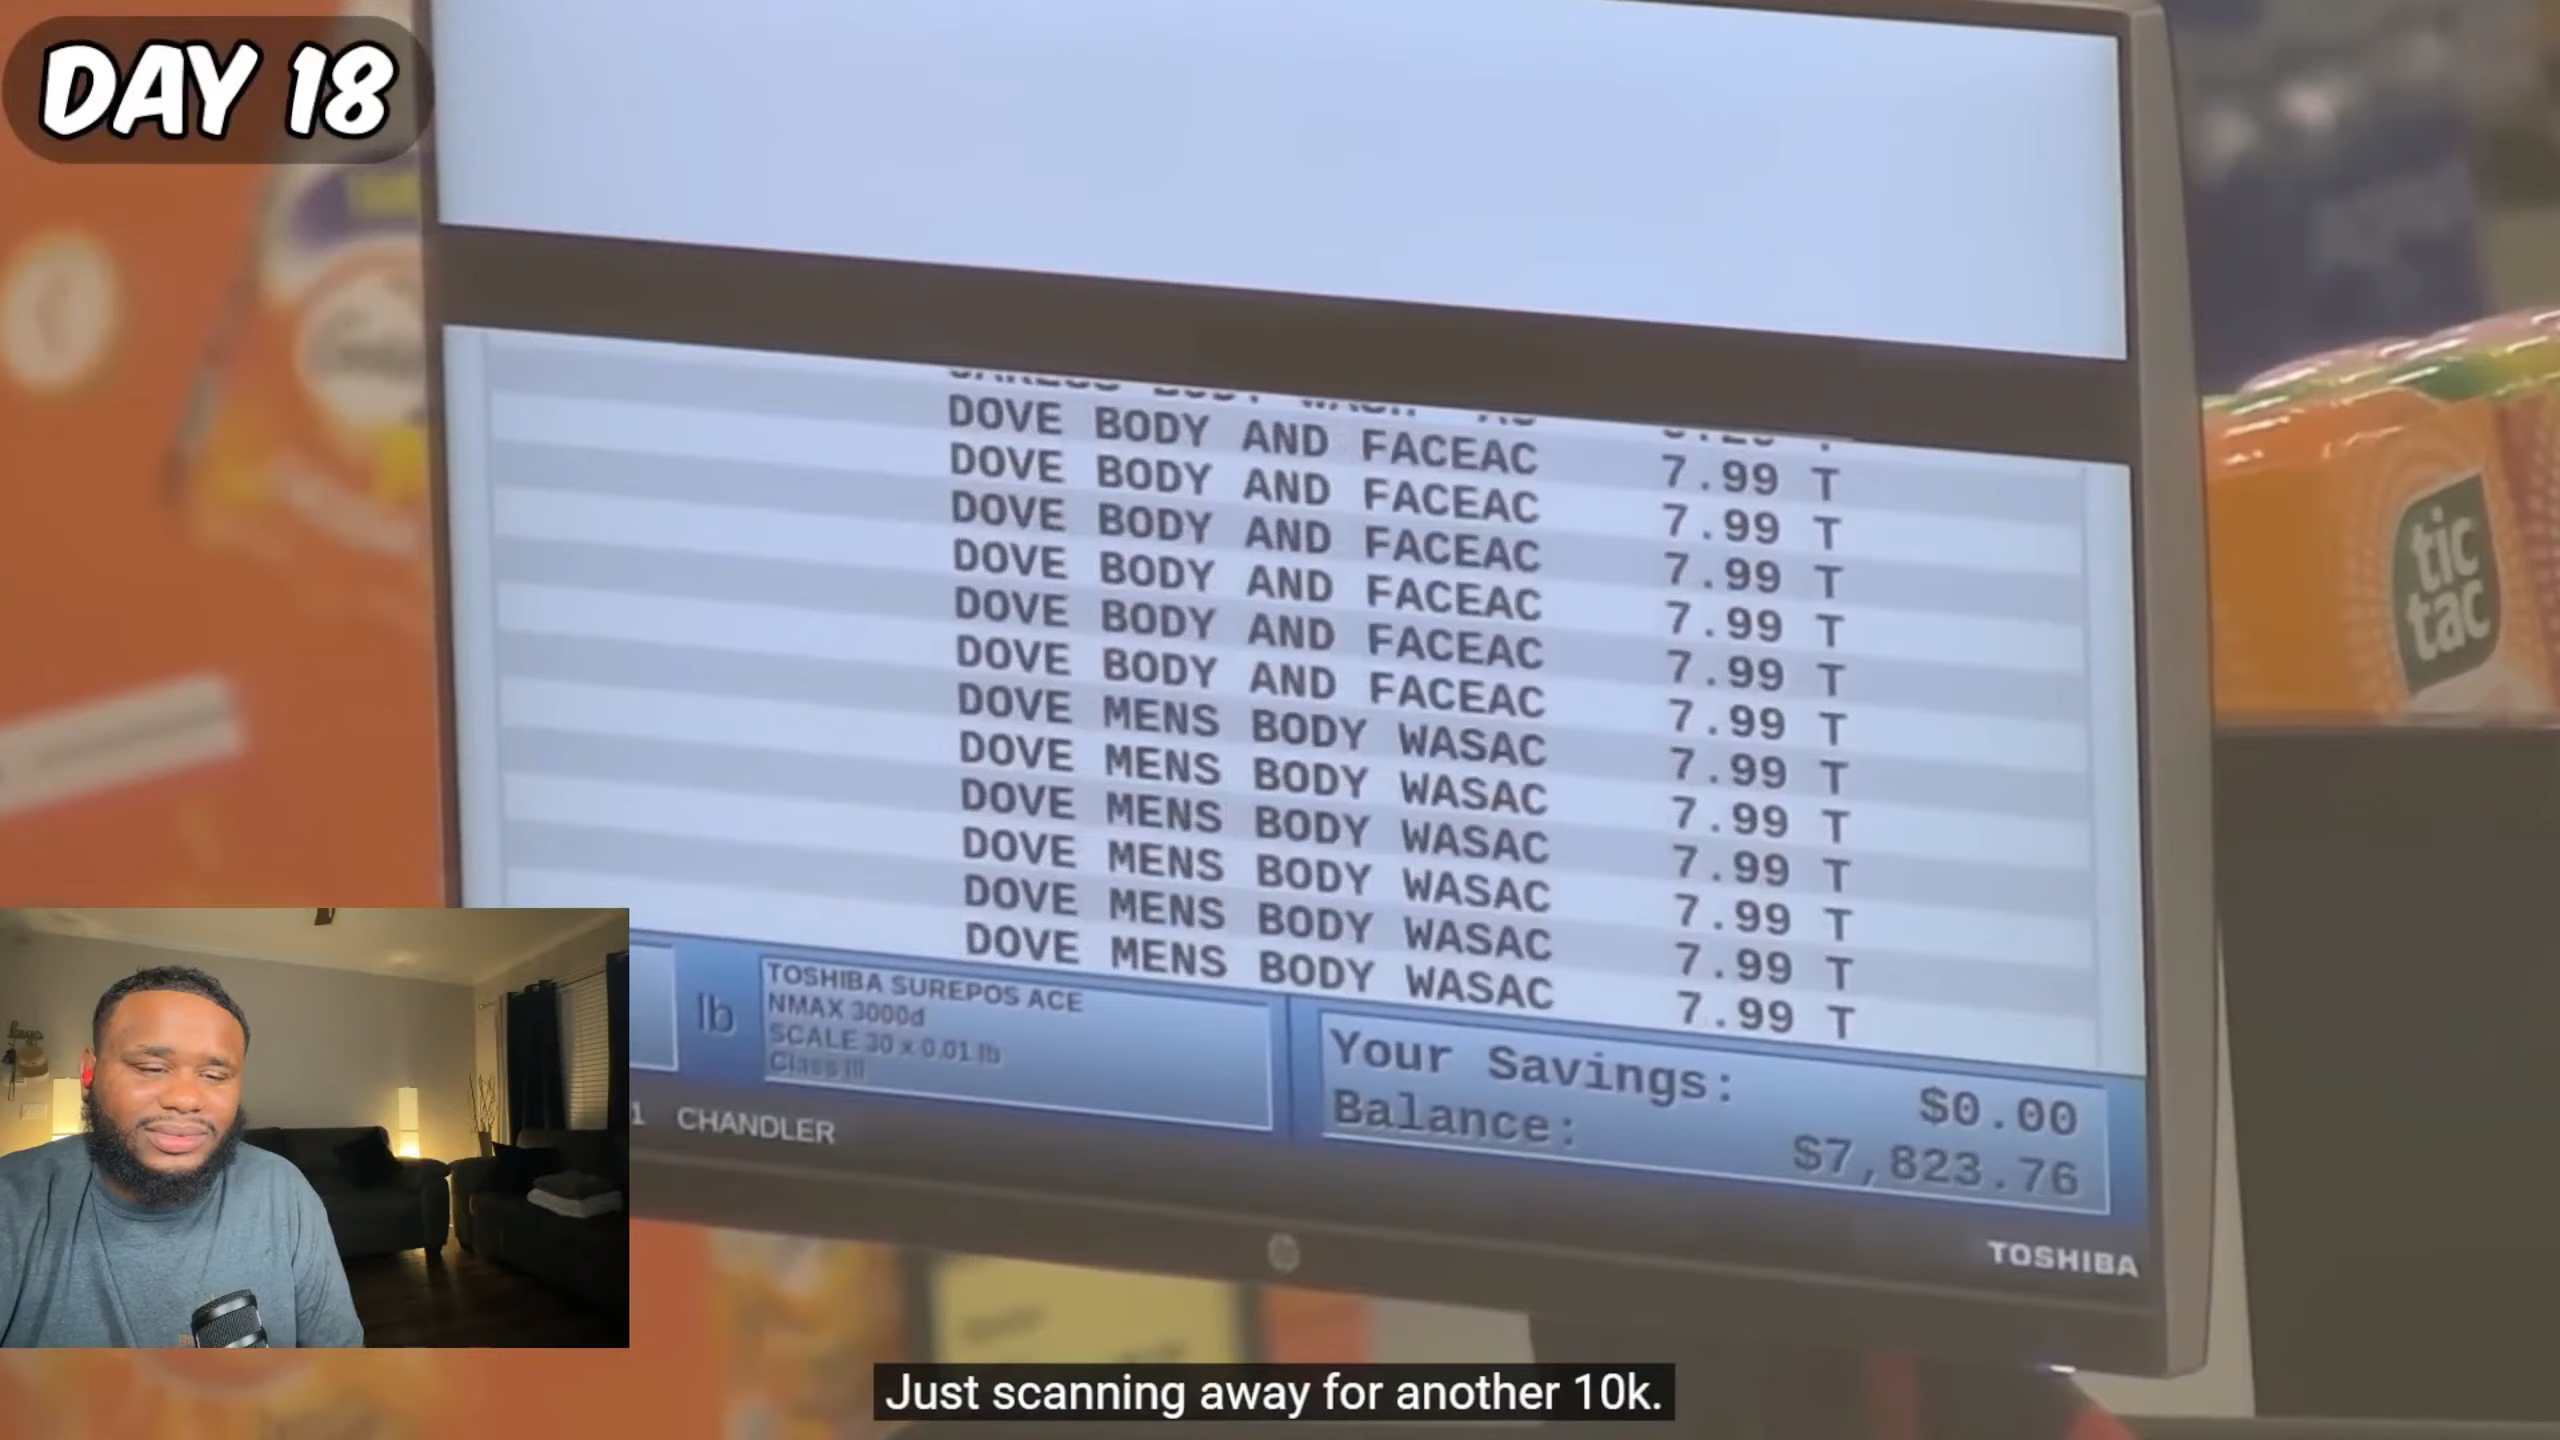 DAY 18
DOVE BODY AND FACEAC 7.99 T
DOVE BODY AND FACEAC 7.99 T
DOVE BODY AND FACEAC 7.99 T
DOVE BODY AND FACEAC 7.99 T
DOVE BODY AND FACEAC 7.99 T
DOVE BODY AND FACEAC 7.99 T
DOVE MENS BODY WASAC 7.99 T
DOVE MENS BODY WASAC 7.99 T
DOVE MENS BODY WASAC 7.99 T
DOVE MENS BODY WASAC 7.99 T
DOVE MENS BODY WASAC 7.99 T
DOVE MENS BODY WASAC 7.99 T
lb
TOSHIBA SUREPOS ACE
NMAX 3000d
SCALE 30 x 0.01 lb
Class III
Your Savings: $0.00
Balance: $7,823.76
1 CHANDLER
hp
TOSHIBA
tic
tac
Just scanning away for another 10k.